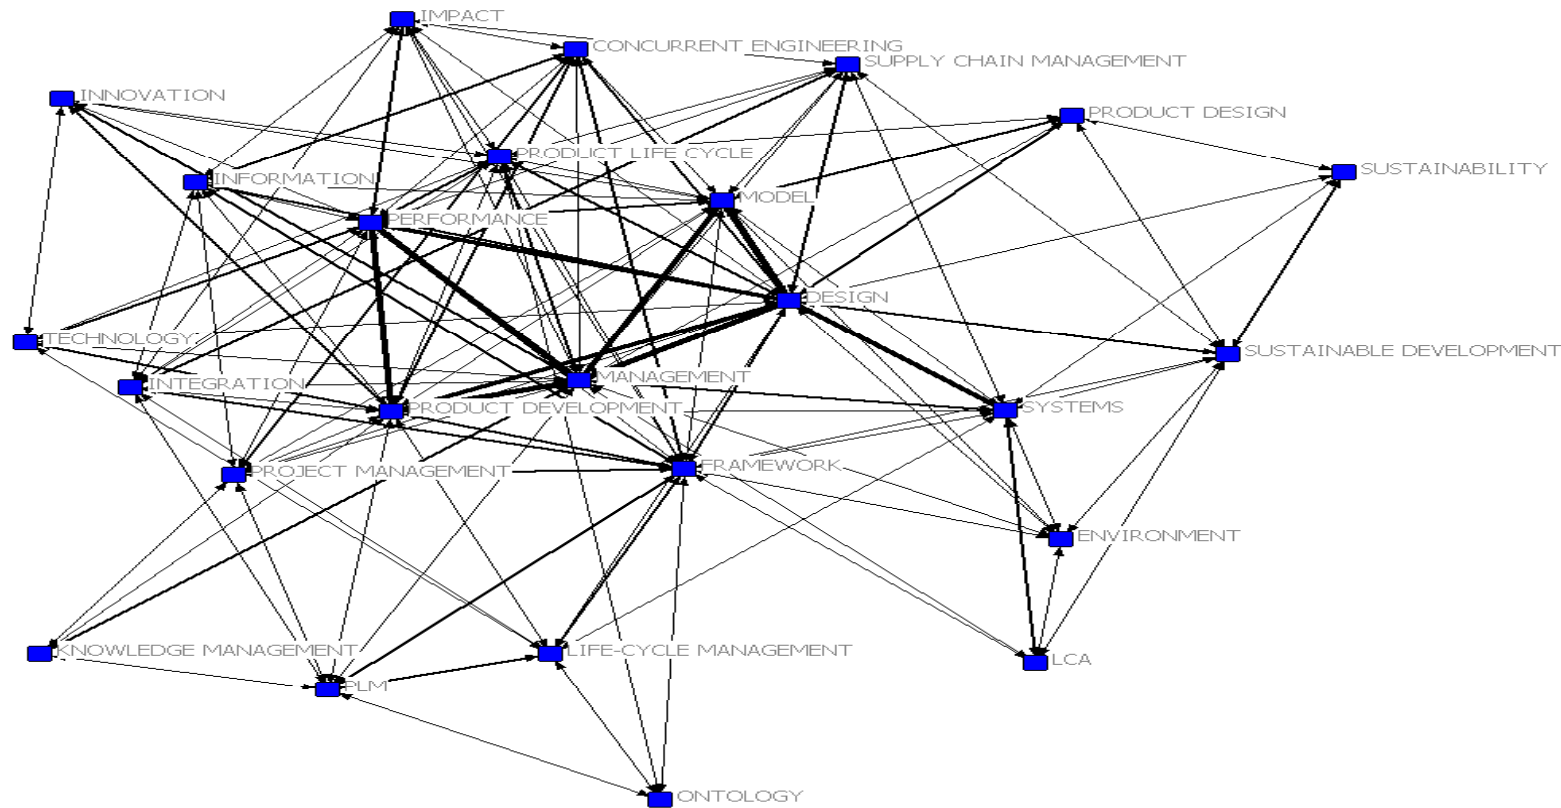 IMPACT
CONCURRENT ENGINEERING
SUPPLY CHAIN MANAGEMENT
INNOVATION
PRODUCT DESIGN
PRODUCT LIFE CYCLE
SUSTAINABILITY
INFORMATION
MODEL
PERFORMANCE
DESIGN
TECHNOLOGY
SUSTAINABLE DEVELOPMENT
MANAGEMENT
INTEGRATION
PRODUCT DEVELOPMENT
SYSTEMS
FRAMEWORK
PROJECT MANAGEMENT
ENVIRONMENT
KNOWLEDGE MANAGEMENT
LIFE-CYCLE MANAGEMENT
LCA
PLM
ONTOLOGY